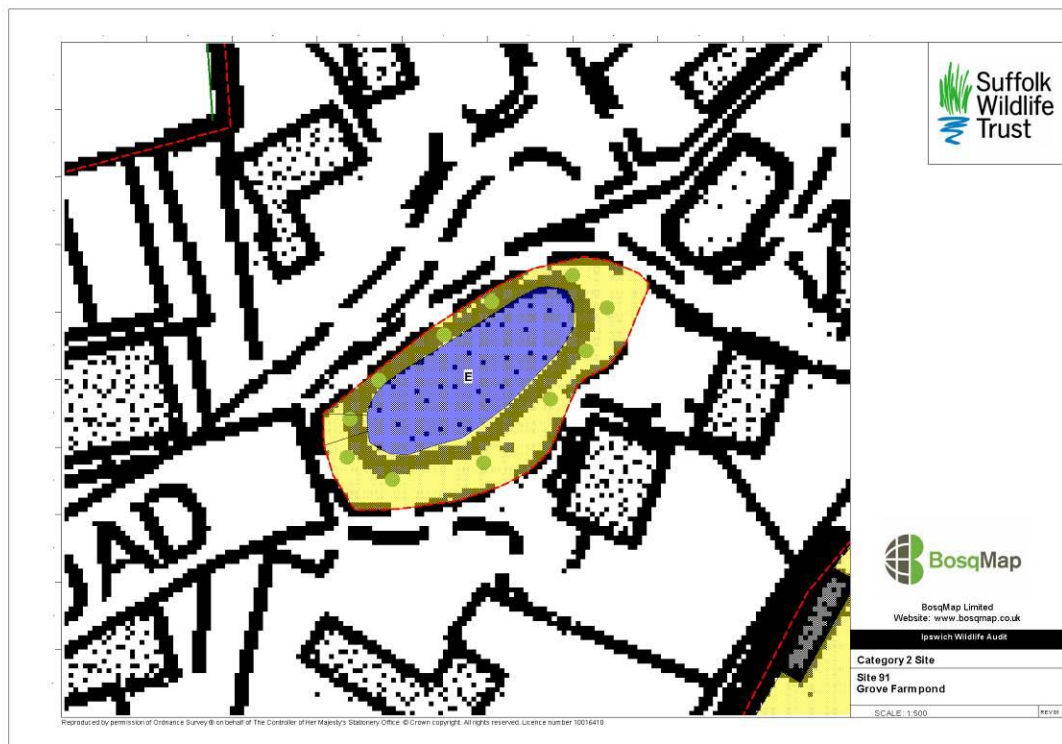 Suffolk
Wildlife
Trust
E
OAD
BosqMap
BosqMap Limited
Website: www.bosqmap.co.uk
Ipswich Wildlife Audit
Category 2 Site
Site 91
Grove Farm pond
SCALE: 1:500
Reproduced by permission of Ordnance Survey® on behalf of The Controller of Her Majesty's Stationery Office. © Crown copyright. All rights reserved. Licence number 10016418